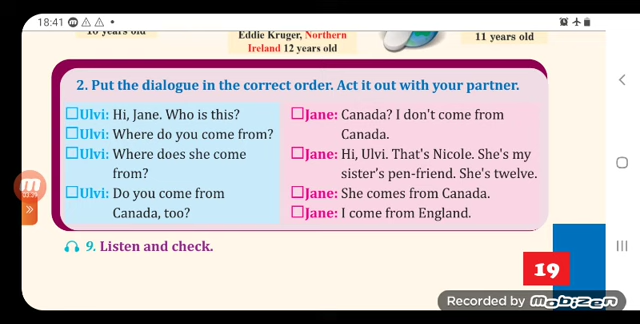 18:41
10 years old
Eddie Kruger, Northern
Ireland 12 years old
11 years old
2. Put the dialogue in the correct order. Act it out with your partner.
Ulvi: Hi, Jane. Who is this?
Ulvi: Where do you come from?
Ulvi: Where does she come
from?
Ulvi: Do you come from
Canada, too?
Jane: Canada? I don't come from
Canada.
Jane: Hi, Ulvi. That's Nicole. She's my
sister's pen-friend. She's twelve.
Jane: She comes from Canada.
Jane: I come from England.
9. Listen and check.
19
Recorded by Mobizen